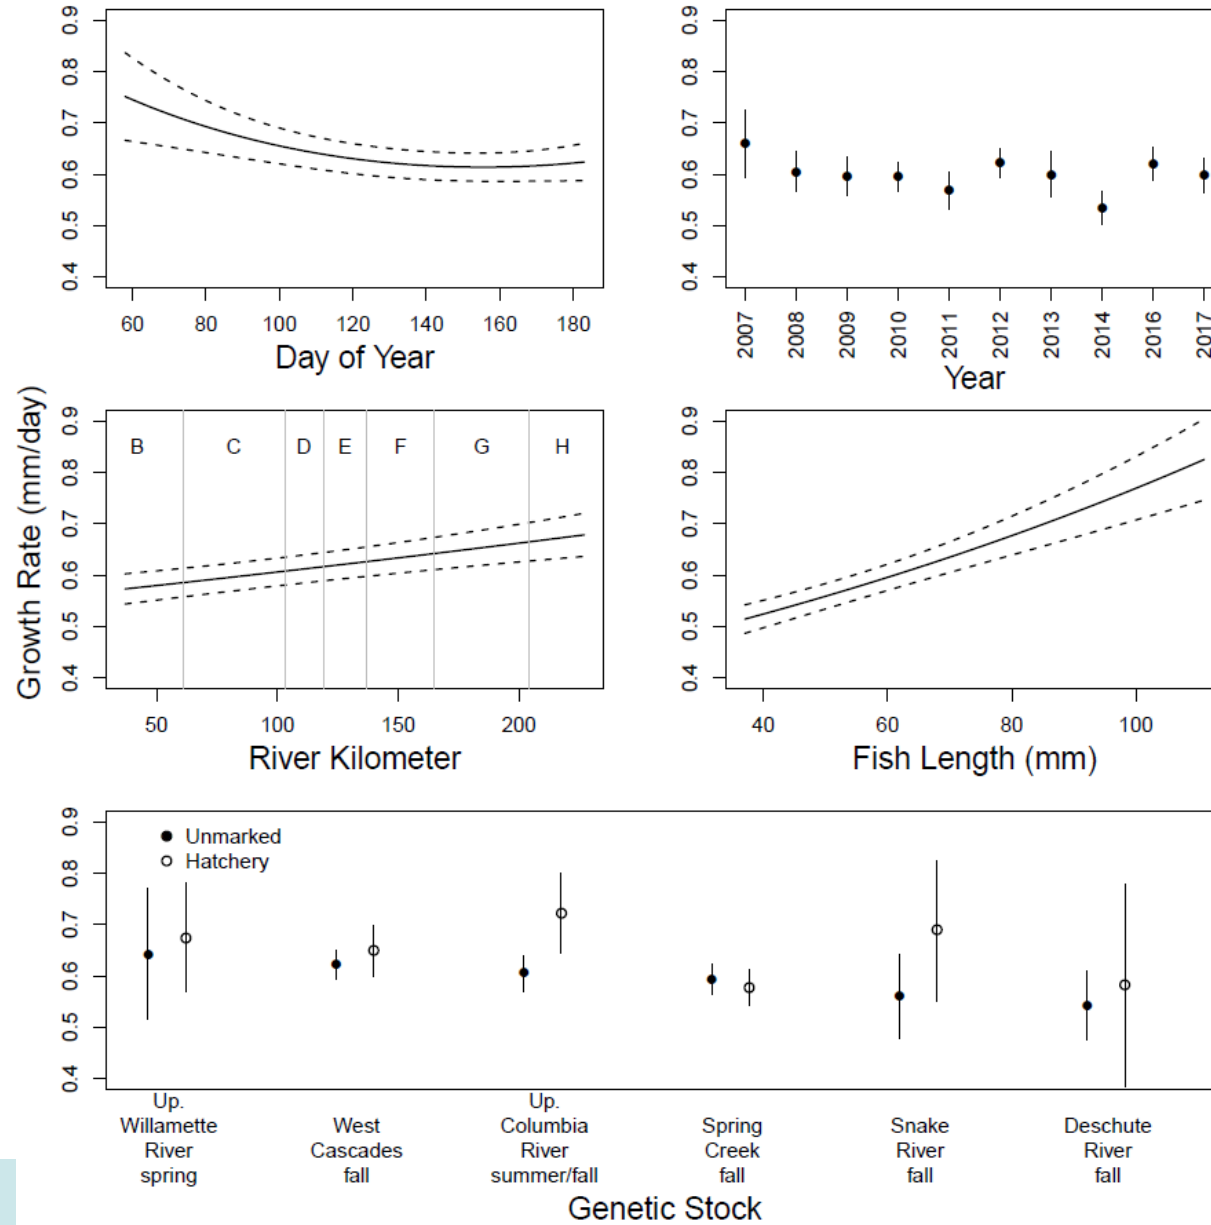 0.9
0.8
0.7
0.6
0.5
0.4
60 80 100 120 140 160 180
Day of Year
0.9
0.8
0.7
0.6
0.5
0.4
2007 2008 2009 2010 2011 2012 2013 2014 2016 2017
Year
Growth Rate (mm/day)
0.9
0.8
0.7
0.6
0.5
0.4
B C D E F G H
50 100 150 200
River Kilometer
0.9
0.8
0.7
0.6
0.5
0.4
40 60 80 100
Fish Length (mm)
0.9
0.8
0.7
0.6
0.5
0.4
Unmarked
Hatchery
Up.
Willamette
River
spring
West
Cascades
fall
Up.
Columbia
River
summer/fall
Spring
Creek
fall
Snake
River
fall
Deschute
River
fall
Genetic Stock